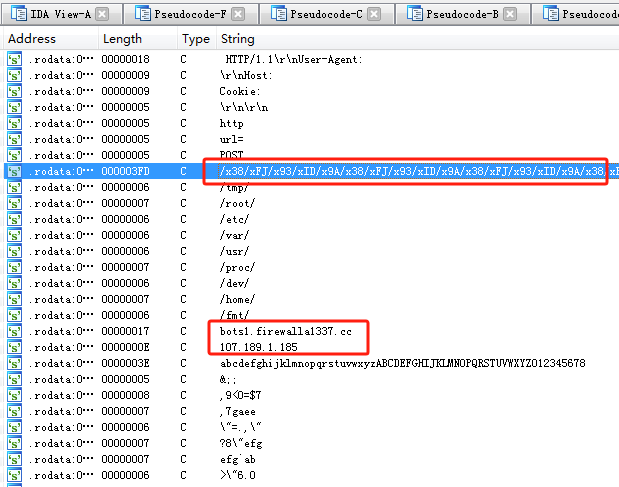 IDA View-A Pseudocode-F Pseudocode-C Pseudocode-B Pseudocod
Address Length Type String
.rodata:0… 00000018 C HTTP/1.1\r\nUser-Agent:
.rodata:0… 00000009 C \r\nHost:
.rodata:0… 00000009 C Cookie:
.rodata:0… 00000005 C \r\n\r\n
.rodata:0… 00000005 C http
.rodata:0… 00000005 C url=
.rodata:0… 00000005 C POST
.rodata:0… 000003FD C /x38/xFJ/x93/xID/x9A/x38/xFJ/x93/xID/x9A/x38/xFJ/x93/xID/x9A/x38/xF
.rodata:0… 00000006 C /tmp/
.rodata:0… 00000007 C /root/
.rodata:0… 00000006 C /etc/
.rodata:0… 00000006 C /var/
.rodata:0… 00000006 C /usr/
.rodata:0… 00000007 C /proc/
.rodata:0… 00000006 C /dev/
.rodata:0… 00000007 C /home/
.rodata:0… 00000006 C /fmt/
.rodata:0… 00000017 C bots1.firewalla1337.cc
.rodata:0… 0000000E C 107.189.1.185
.rodata:0… 0000003E C abcdefghijklmnopqrstuvwxyzABCDEFGHIJKLMNOPQRSTUVWXYZ012345678
.rodata:0… 00000005 C &;;
.rodata:0… 00000008 C ,9<0=$7
.rodata:0… 00000007 C ,7gaee
.rodata:0… 00000006 C \"=.,\"
.rodata:0… 00000007 C ?8\"efg
.rodata:0… 00000007 C efg`ab
.rodata:0… 00000006 C >\"6.0